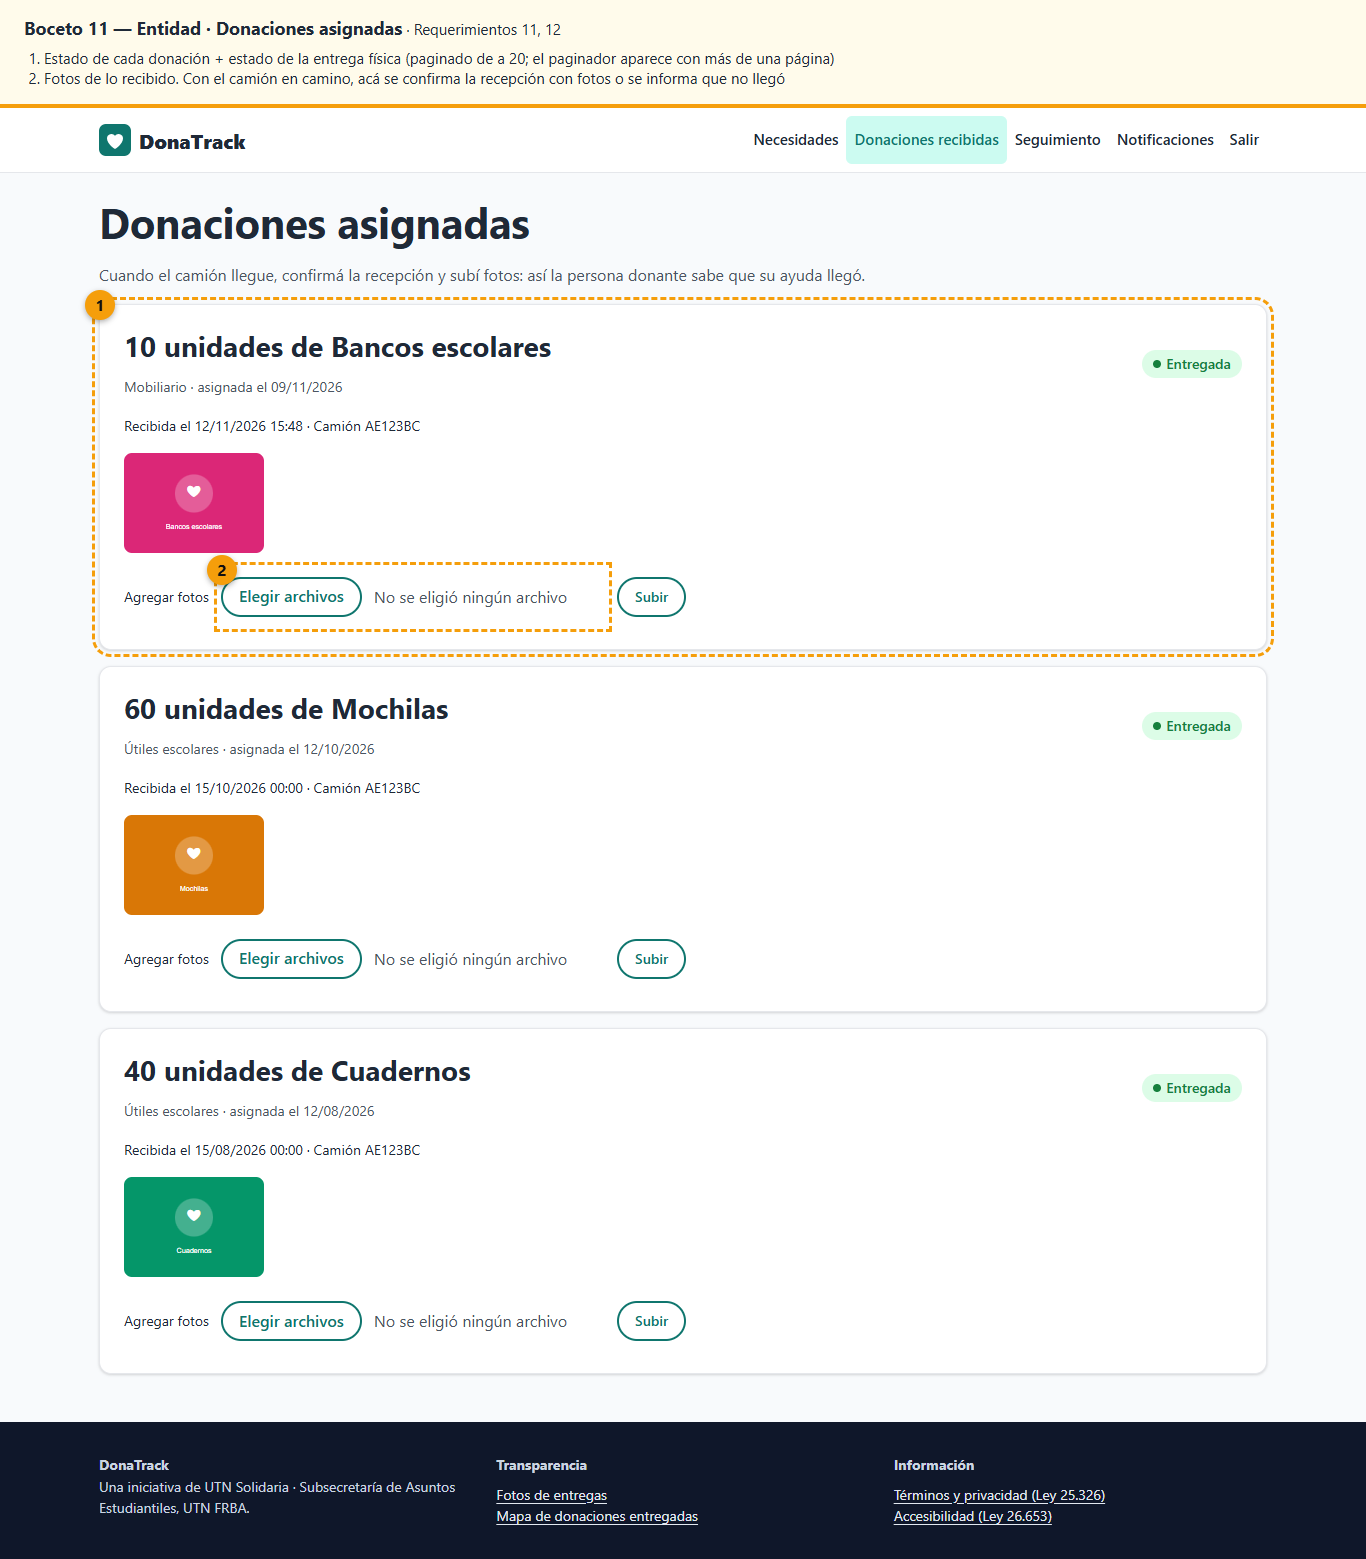 Boceto 11 — Entidad · Donaciones asignadas · Requerimientos 11, 12
1. Estado de cada donación + estado de la entrega física (paginado de a 20; el paginador aparece con más de una página)
2. Fotos de lo recibido. Con el camión en camino, acá se confirma la recepción con fotos o se informa que no llegó
DonaTrack
Necesidades
Donaciones recibidas
Seguimiento
Notificaciones
Salir
Donaciones asignadas
Cuando el camión llegue, confirmá la recepción y subí fotos: así la persona donante sabe que su ayuda llegó.
1
10 unidades de Bancos escolares
Entregada
Mobiliario · asignada el 09/11/2026
Recibida el 12/11/2026 15:48 · Camión AE123BC
Bancos escolares
2
Agregar fotos
Elegir archivos
No se eligió ningún archivo
Subir
60 unidades de Mochilas
Entregada
Útiles escolares · asignada el 12/10/2026
Recibida el 15/10/2026 00:00 · Camión AE123BC
Mochilas
Agregar fotos
Elegir archivos
No se eligió ningún archivo
Subir
40 unidades de Cuadernos
Entregada
Útiles escolares · asignada el 12/08/2026
Recibida el 15/08/2026 00:00 · Camión AE123BC
Cuadernos
Agregar fotos
Elegir archivos
No se eligió ningún archivo
Subir
DonaTrack
Una iniciativa de UTN Solidaria · Subsecretaría de Asuntos
Estudiantiles, UTN FRBA.
Transparencia
Fotos de entregas
Mapa de donaciones entregadas
Información
Términos y privacidad (Ley 25.326)
Accesibilidad (Ley 26.653)